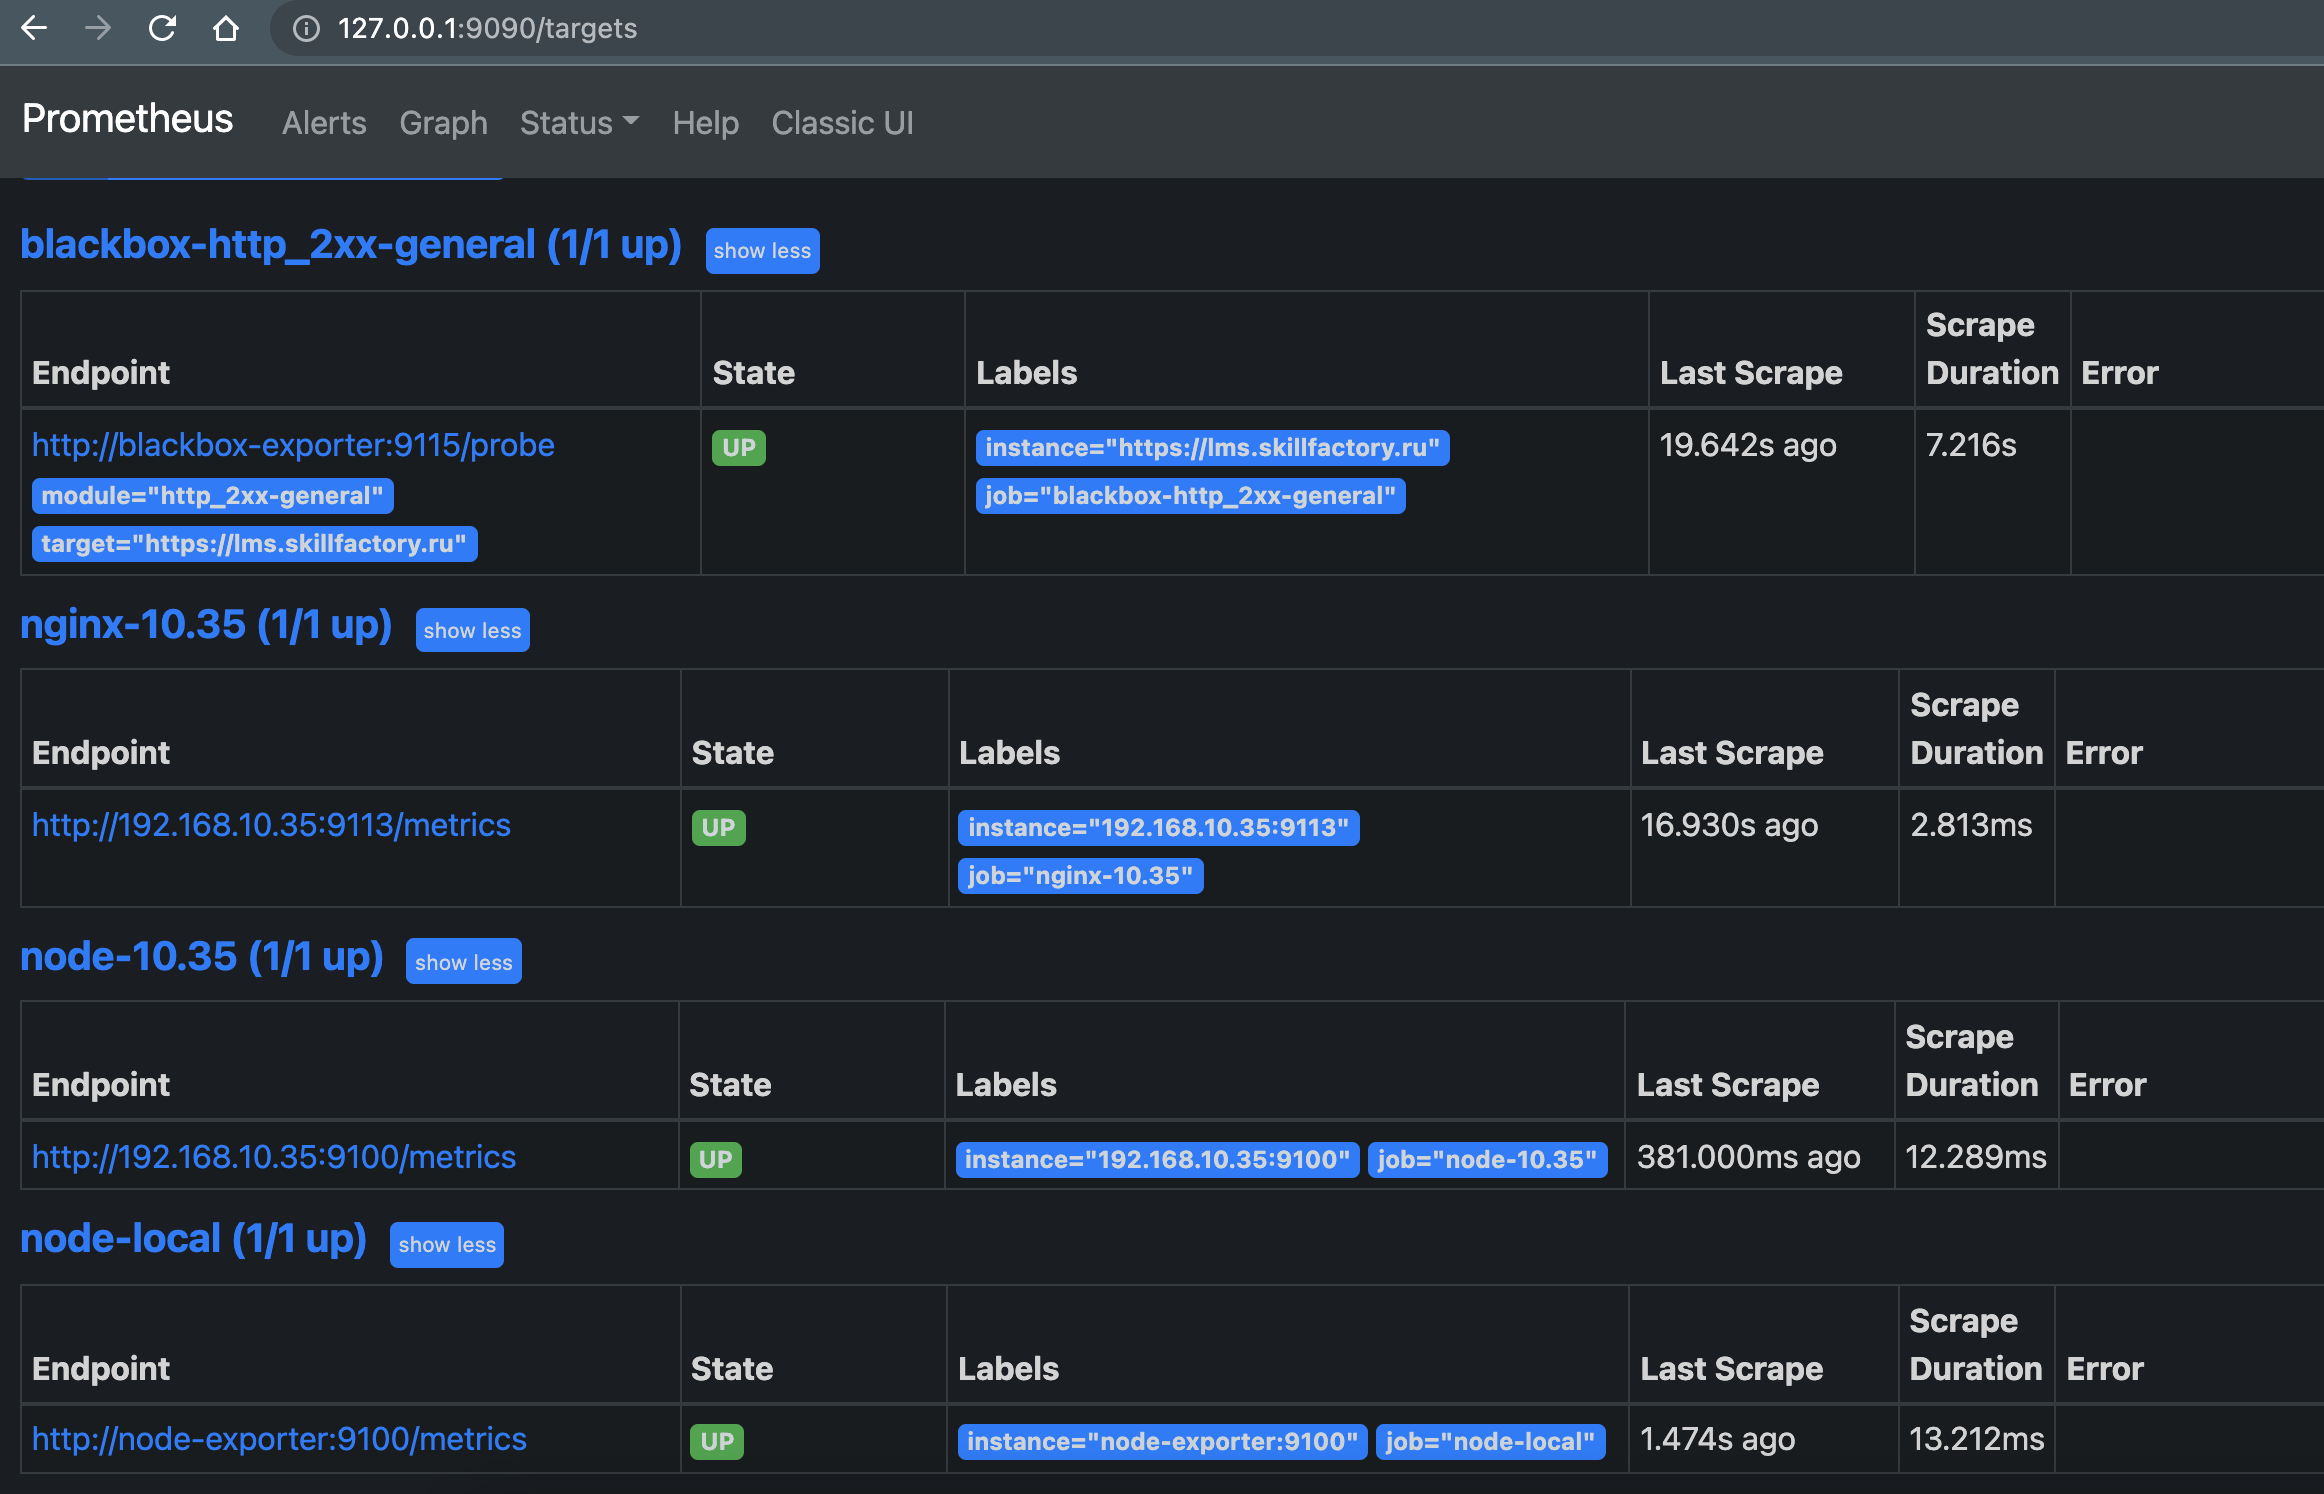 127.0.0.1:9090/targets
Prometheus Alerts Graph Status Help Classic UI
blackbox-http_2xx-general (1/1 up) show less
Endpoint State Labels Last Scrape Scrape Duration Error
http://blackbox-exporter:9115/probe UP instance="https://lms.skillfactory.ru" 19.642s ago 7.216s
module="http_2xx-general" job="blackbox-http_2xx-general"
target="https://lms.skillfactory.ru"
nginx-10.35 (1/1 up) show less
Endpoint State Labels Last Scrape Scrape Duration Error
http://192.168.10.35:9113/metrics UP instance="192.168.10.35:9113" 16.930s ago 2.813ms
job="nginx-10.35"
node-10.35 (1/1 up) show less
Endpoint State Labels Last Scrape Scrape Duration Error
http://192.168.10.35:9100/metrics UP instance="192.168.10.35:9100" job="node-10.35" 381.000ms ago 12.289ms
node-local (1/1 up) show less
Endpoint State Labels Last Scrape Scrape Duration Error
http://node-exporter:9100/metrics UP instance="node-exporter:9100" job="node-local" 1.474s ago 13.212ms